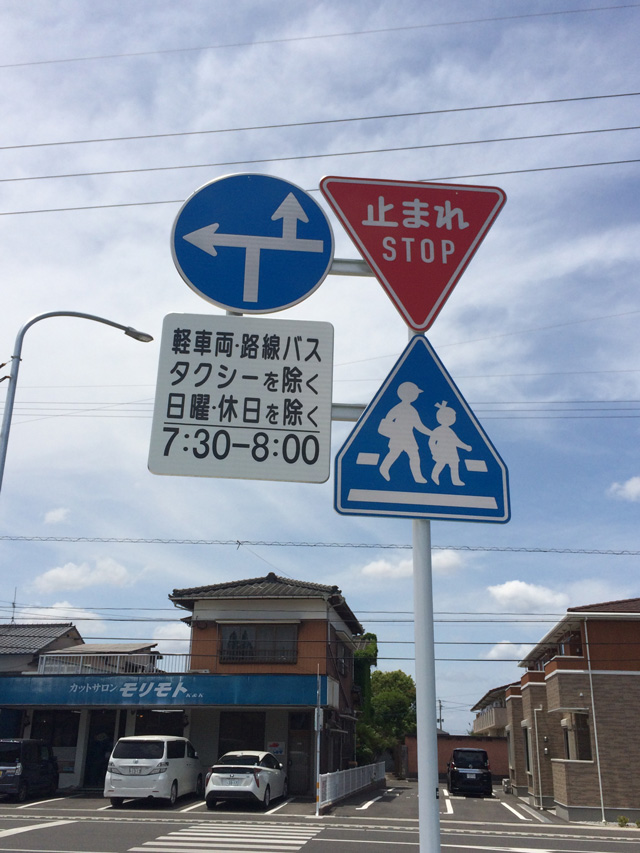 止まれ
STOP
軽車両・路線バス
タクシーを除く
日曜・休日を除く
7:30-8:00
カットサロン モリモト